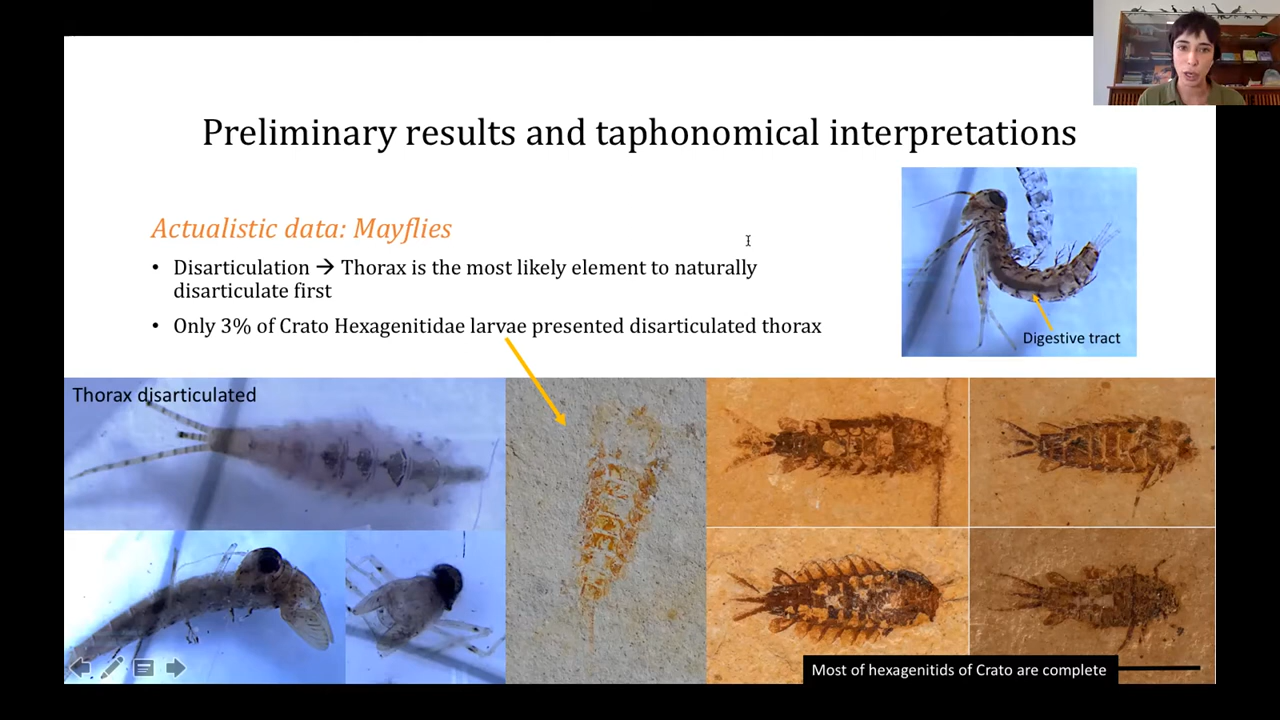 Preliminary results and taphonomical interpretations
Actualistic data: Mayflies
• Disarticulation → Thorax is the most likely element to naturally
disarticulate first
• Only 3% of Crato Hexagenitidae larvae presented disarticulated thorax
Digestive tract
Thorax disarticulated
Most of hexagenitids of Crato are complete